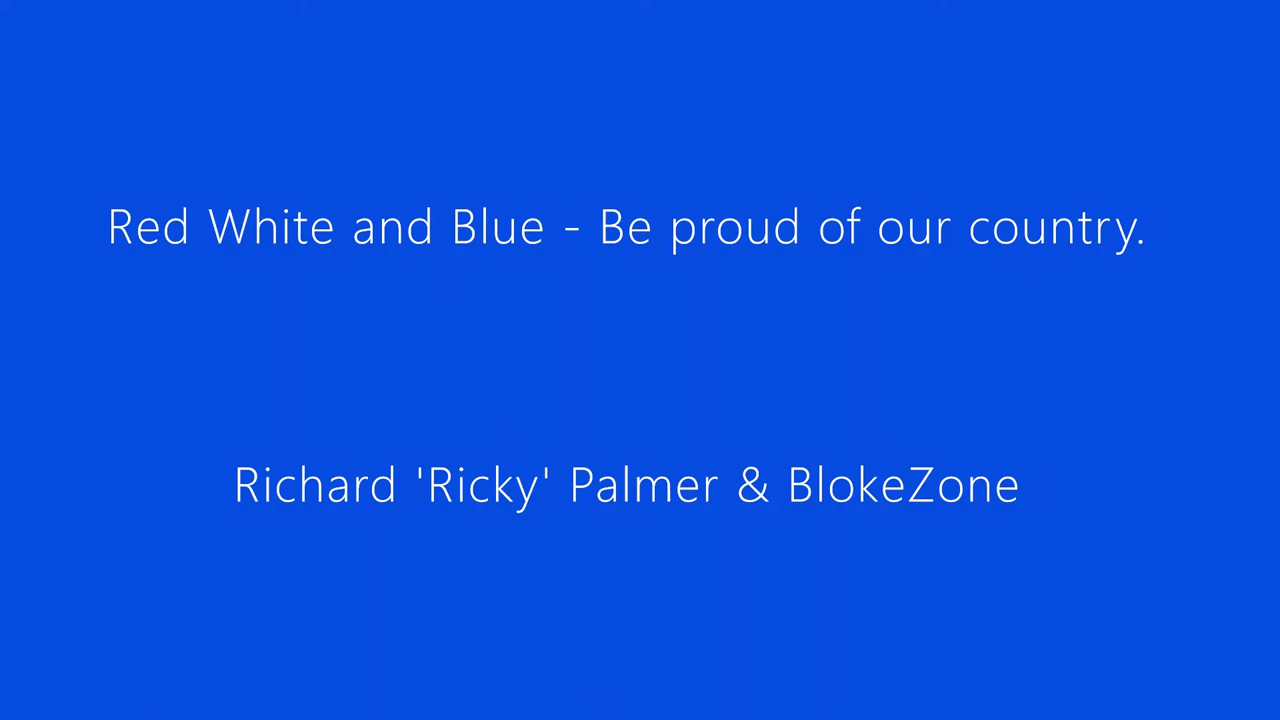 Red White and Blue - Be proud of our country.
Richard 'Ricky' Palmer & BlokeZone